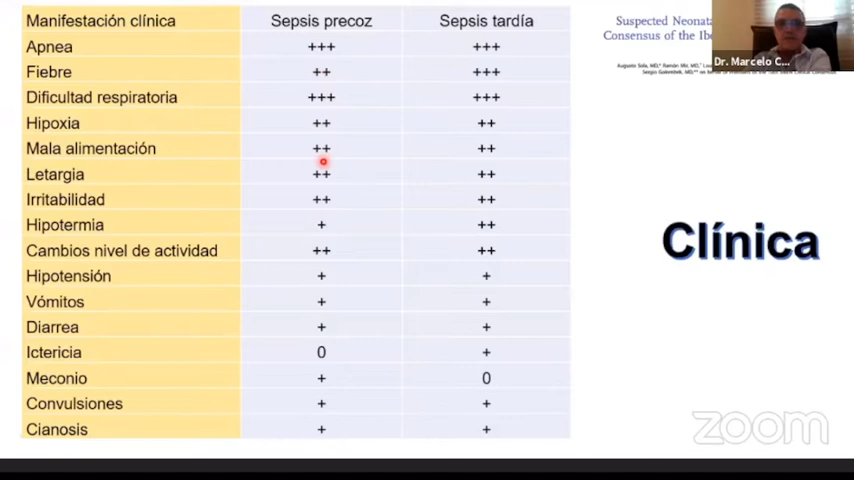 Manifestación clínica Sepsis precoz Sepsis tardía
Apnea +++ +++
Fiebre ++ +++
Dificultad respiratoria +++ +++
Hipoxia ++ ++
Mala alimentación ++ ++
Letargia ++ ++
Irritabilidad ++ ++
Hipotermia + ++
Cambios nivel de actividad ++ ++
Hipotensión + +
Vómitos + +
Diarrea + +
Ictericia 0 +
Meconio + 0
Convulsiones + +
Cianosis + +
Suspected Neonata
Consensus of the Ibe
Dr. Marcelo C...
Clínica
zoom